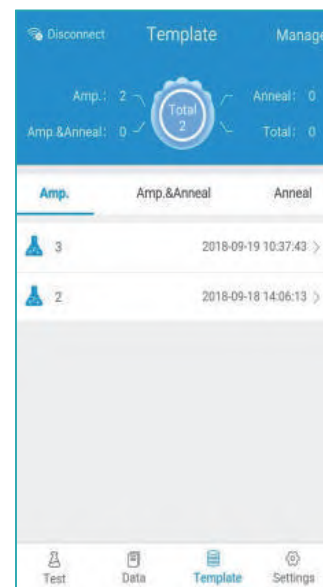 Disconnect Template Manage
Amp.: 2 Total 2 Anneal: 0
Amp.&Anneal: 0 Total: 0
Amp. Amp.&Anneal Anneal
3 2018-09-19 10:37:43
2 2018-09-18 14:06:13
Test Data Template Settings